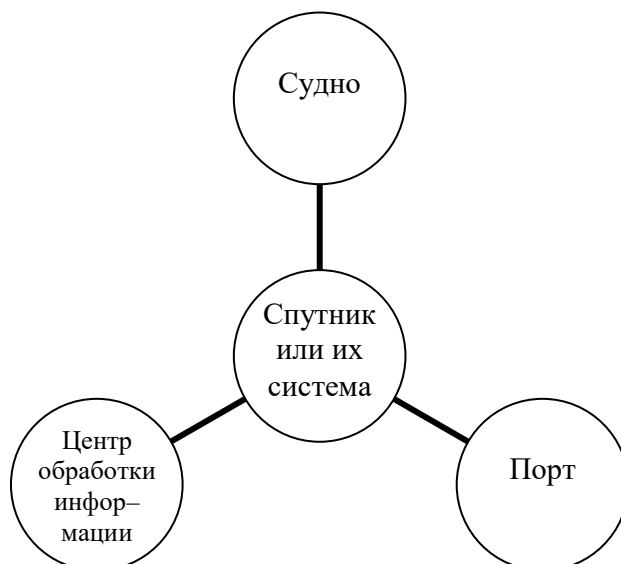 Судно
Спутник
или их
система
Центр
обработки
инфор–
мации
Порт